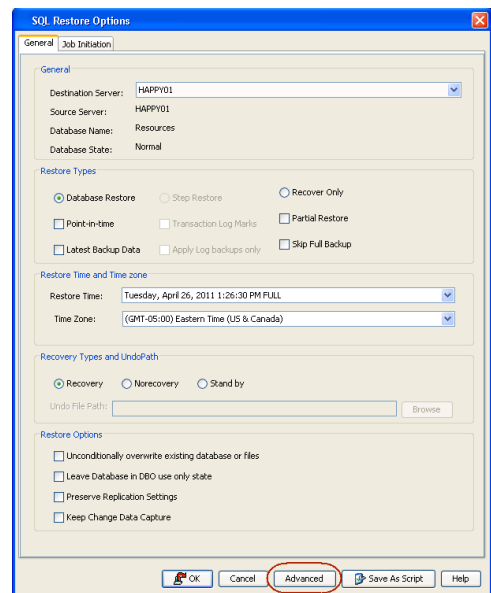 SQL Restore Options
General Job Initiation
General
Destination Server: HAPPY01
Source Server: HAPPY01
Database Name: Resources
Database State: Normal
Restore Types
Database Restore Step Restore Recover Only
Point-in-time Transaction Log Marks Partial Restore
Latest Backup Data Apply Log backups only Skip Full Backup
Restore Time and Time zone
Restore Time: Tuesday, April 26, 2011 1:26:30 PM FULL
Time Zone: (GMT-05:00) Eastern Time (US & Canada)
Recovery Types and UndoPath
Recovery Norecovery Stand by
Undo File Path: Browse
Restore Options
Unconditionally overwrite existing database or files
Leave Database in DBO use only state
Preserve Replication Settings
Keep Change Data Capture
OK Cancel Advanced Save As Script Help